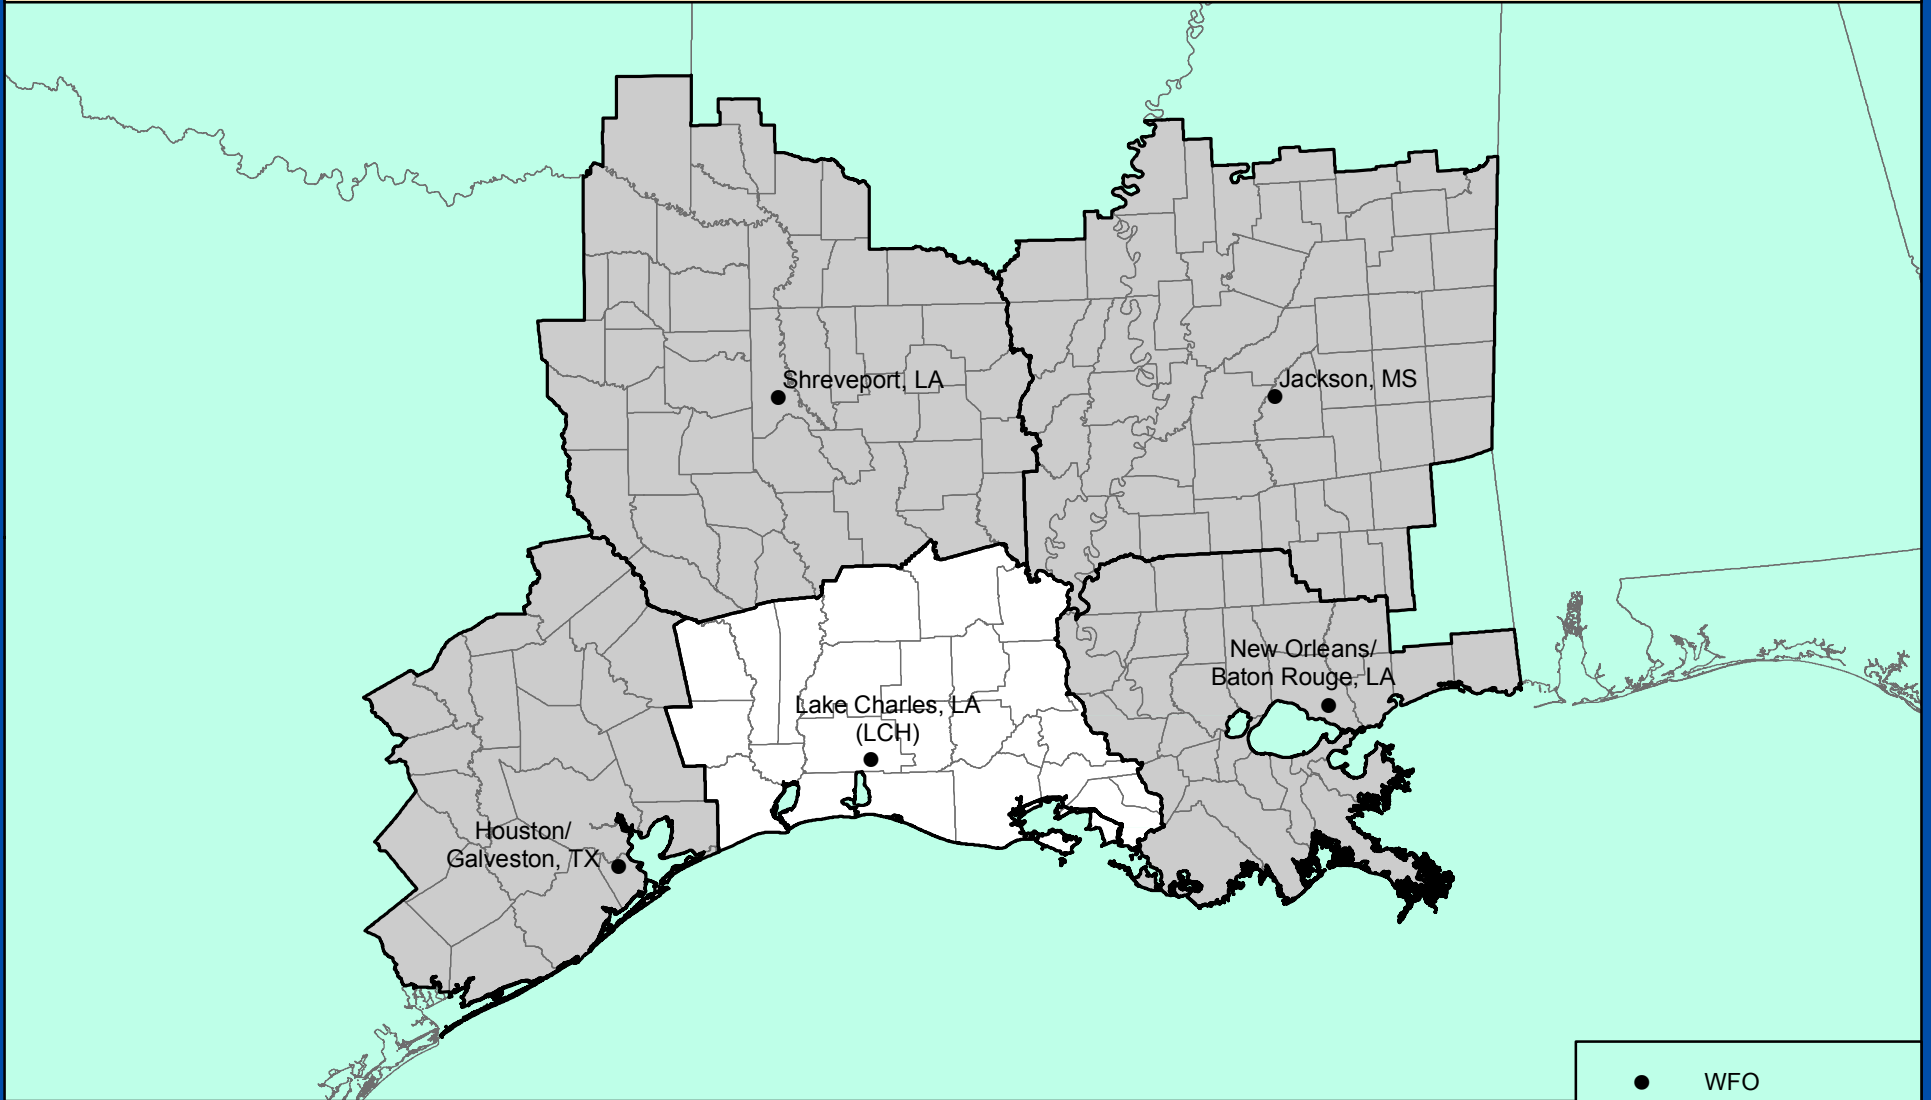 Shreveport, LA
Jackson, MS
New Orleans/
Baton Rouge, LA
Lake Charles, LA
(LCH)
Houston/
Galveston, TX
WFO